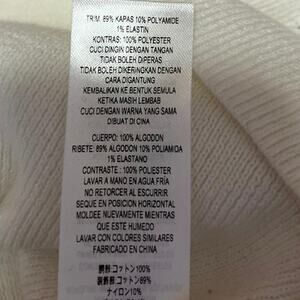 TRIM: 89% KAPAS 10% POLYAMIDE
1% ELASTIN
KONTRAS: 100% POLYESTER
CUCI DINGIN DENGAN TANGAN
TIDAK BOLEH DIPERAS
TIDAK BOLEH DIKERINGKAN DENGAN
CARA DIGANTUNG
KEMBALIKAN KE BENTUK SEMULA
KETIKA MASIH LEMBAB
CUCI DENGAN WARNA YANG SAMA
DIBUAT DI CINA
CUERPO: 100% ALGODON
RIBETE: 89% ALGODON 10% POLIAMIDA
1% ELASTANO
CONTRASTE : 100% POLIESTER
LAVAR A MANO EN AGUA FRÍA
NO RETORCER AL ESCURRIR
SEQUE EN POSICION HORIZONTAL
MOLDEE NUEVAMENTE MIENTRAS
QUE ESTE HUMEDO
LAVAR CON COLORES SIMILARES
FABRICADO EN CHINA
コットン100%
コットン89%
ナイロン10%